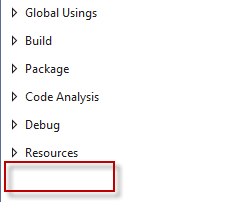 Global Usings
Build
Package
Code Analysis
Debug
Resources